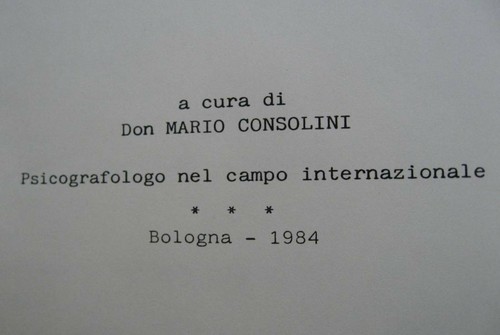 a cura di
Don MARIO CONSOLINI
Psicografologo nel campo internazionale
* * *
Bologna - 1984